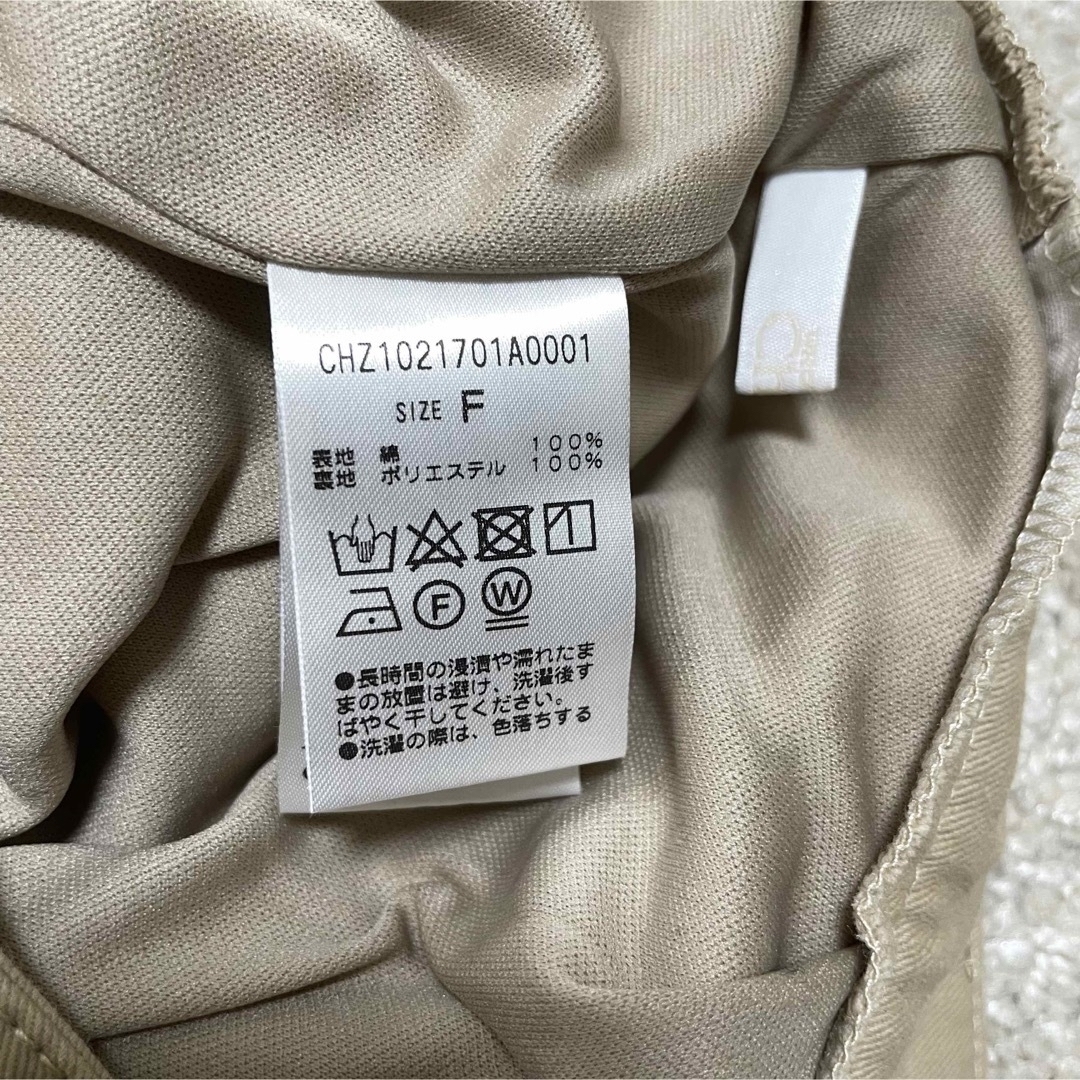 CHZ1021701A0001
SIZE F
表地 綿 100%
裏地 ポリエステル 100%
F W
●長時間の浸漬や濡れたま
まの放置は避け、洗濯後す
ばやく干してください。
●洗濯の際は、色落ちする